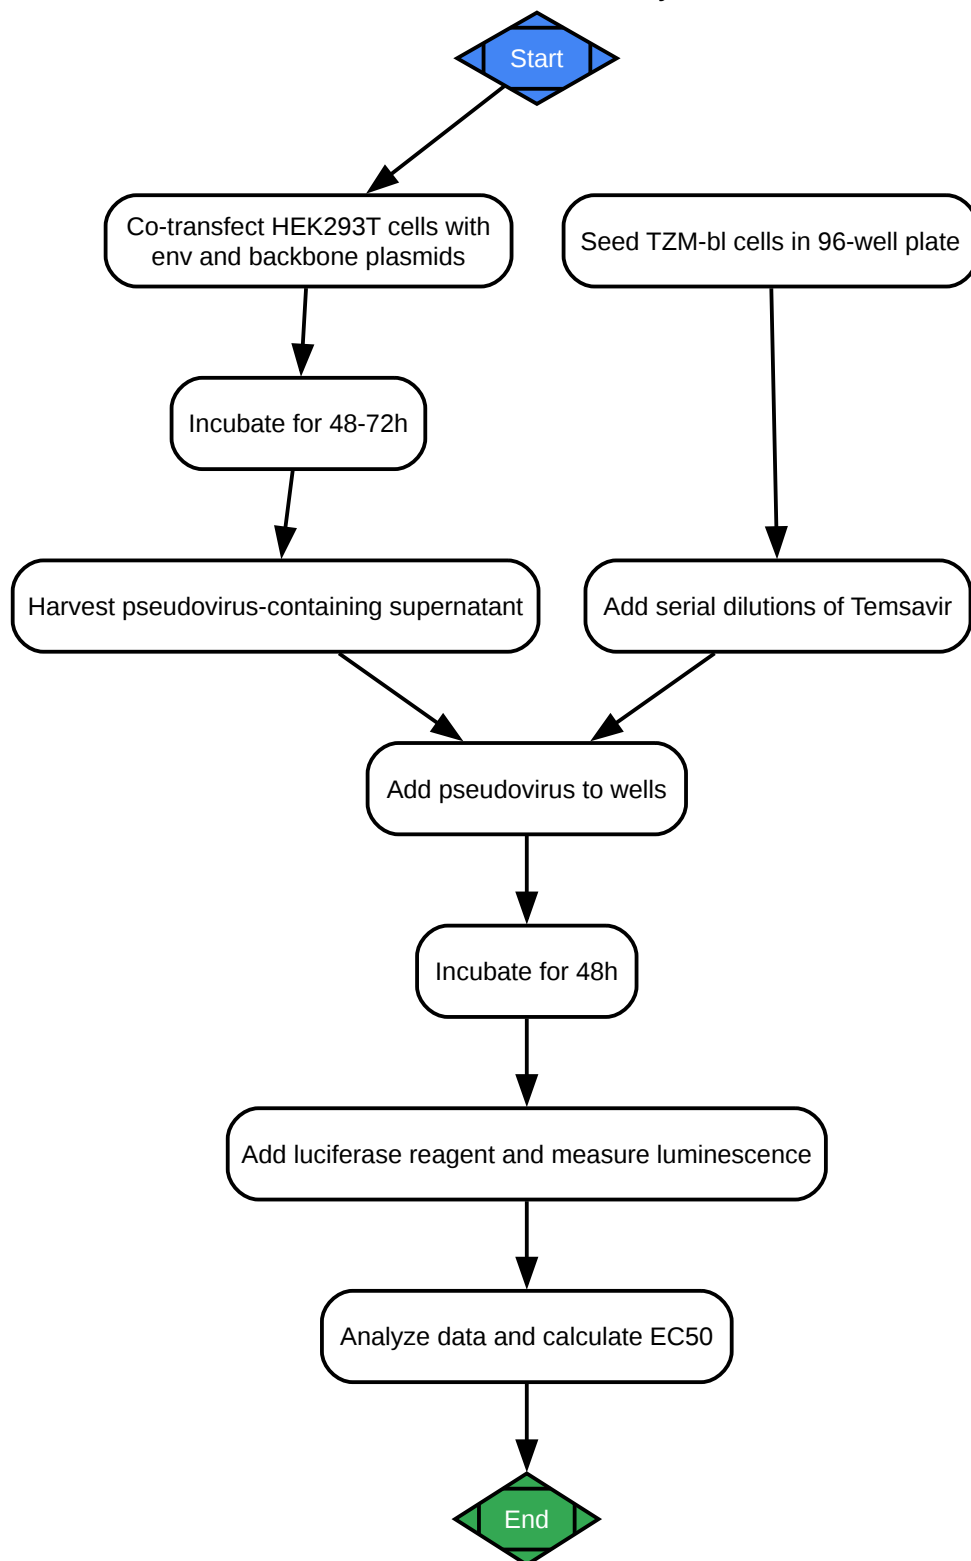 Start
Co-transfect HEK293T cells with
env and backbone plasmids
Seed TZM-bl cells in 96-well plate
Incubate for 48-72h
Harvest pseudovirus-containing supernatant
Add serial dilutions of Temsavir
Add pseudovirus to wells
Incubate for 48h
Add luciferase reagent and measure luminescence
Analyze data and calculate EC50
End